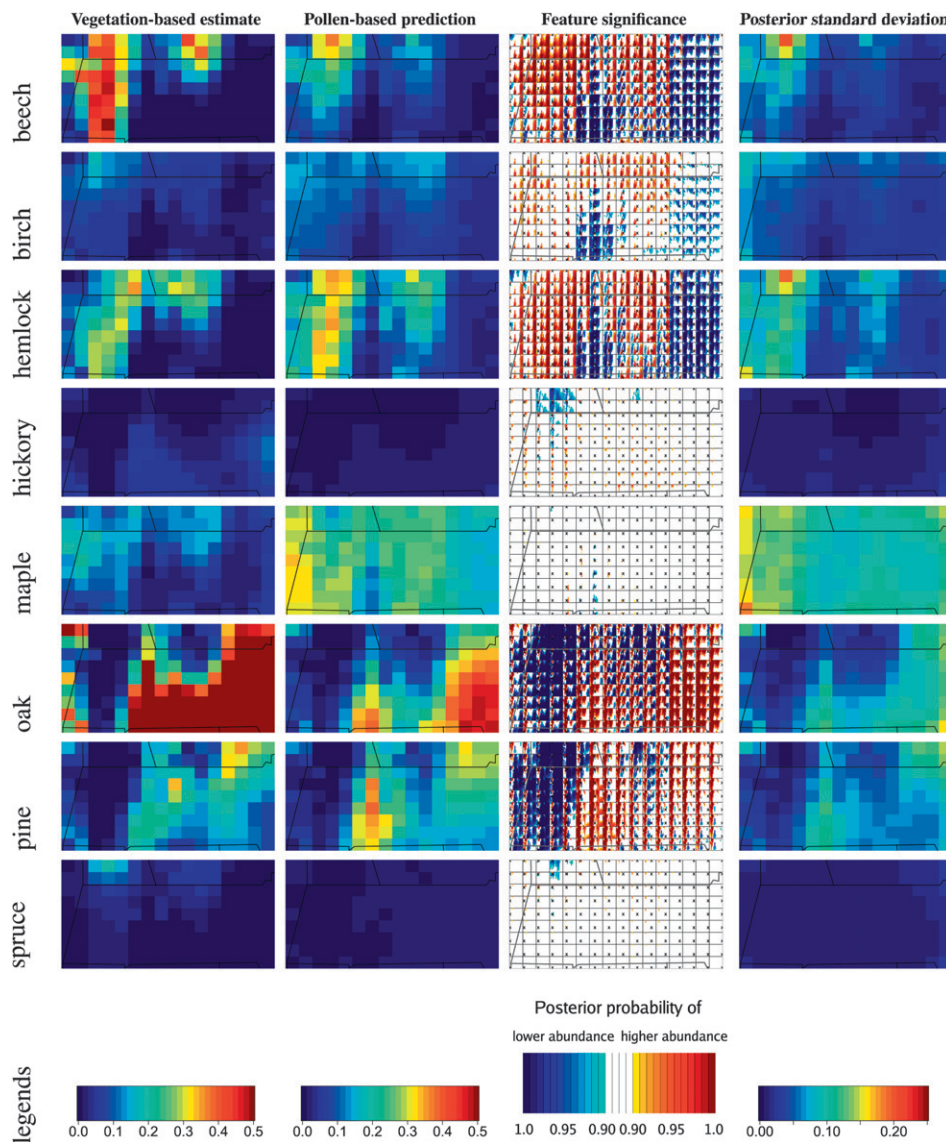 Vegetation-based estimate Pollen-based prediction Feature significance Posterior standard deviation
beech
birch
hemlock
hickory
maple
oak
pine
spruce
legends
Posterior probability of
lower abundance higher abundance
0.0 0.1 0.2 0.3 0.4 0.5
0.0 0.1 0.2 0.3 0.4 0.5
1.0 0.95 0.90 0.90 0.95 1.0
0.00 0.10 0.20